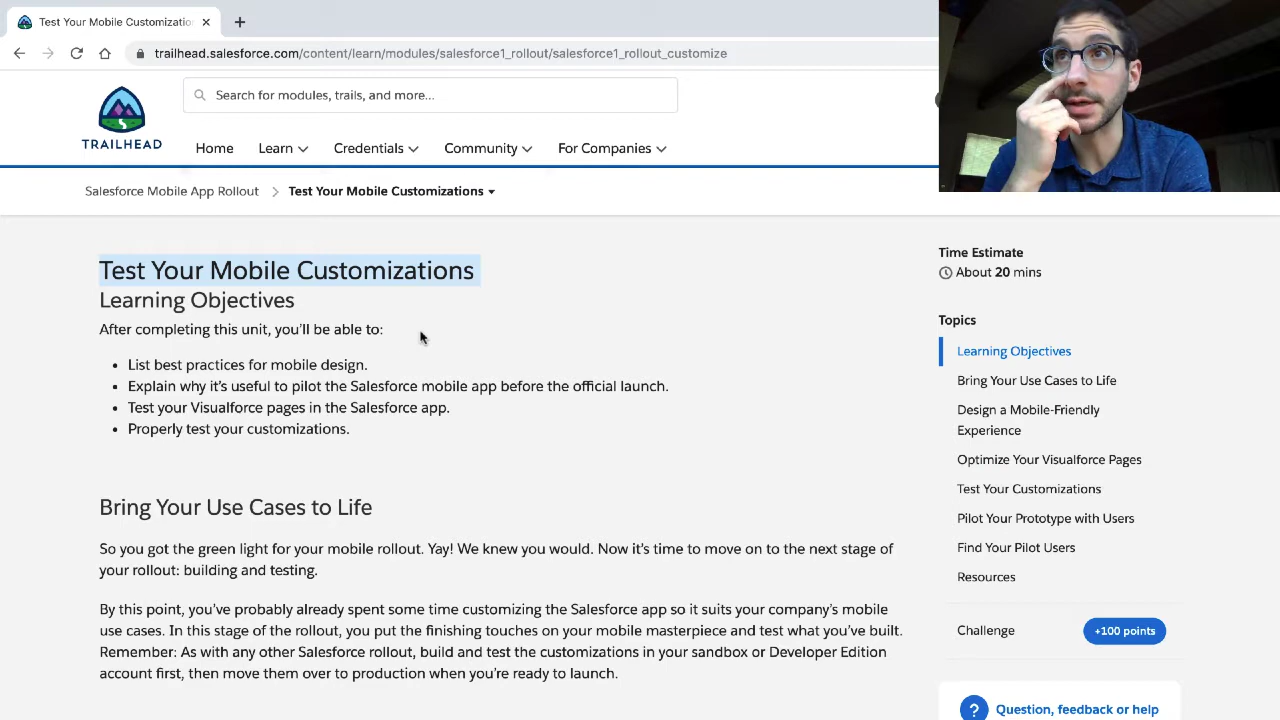 Test Your Mobile Customizatio
trailhead.salesforce.com/content/learn/modules/salesforce1_rollout/salesforce1_rollout_customize
Search for modules, trails, and more...
TRAILHEAD
Home Learn Credentials Community For Companies
Salesforce Mobile App Rollout > Test Your Mobile Customizations
Test Your Mobile Customizations
Learning Objectives
After completing this unit, you'll be able to:
• List best practices for mobile design.
• Explain why it's useful to pilot the Salesforce mobile app before the official launch.
• Test your Visualforce pages in the Salesforce app.
• Properly test your customizations.
Bring Your Use Cases to Life
So you got the green light for your mobile rollout. Yay! We knew you would. Now it's time to move on to the next stage of
your rollout: building and testing.
By this point, you've probably already spent some time customizing the Salesforce app so it suits your company's mobile
use cases. In this stage of the rollout, you put the finishing touches on your mobile masterpiece and test what you've built.
Remember: As with any other Salesforce rollout, build and test the customizations in your sandbox or Developer Edition
account first, then move them over to production when you're ready to launch.
Time Estimate
About 20 mins
Topics
Learning Objectives
Bring Your Use Cases to Life
Design a Mobile-Friendly
Experience
Optimize Your Visualforce Pages
Test Your Customizations
Pilot Your Prototype with Users
Find Your Pilot Users
Resources
Challenge +100 points
? Question, feedback or help